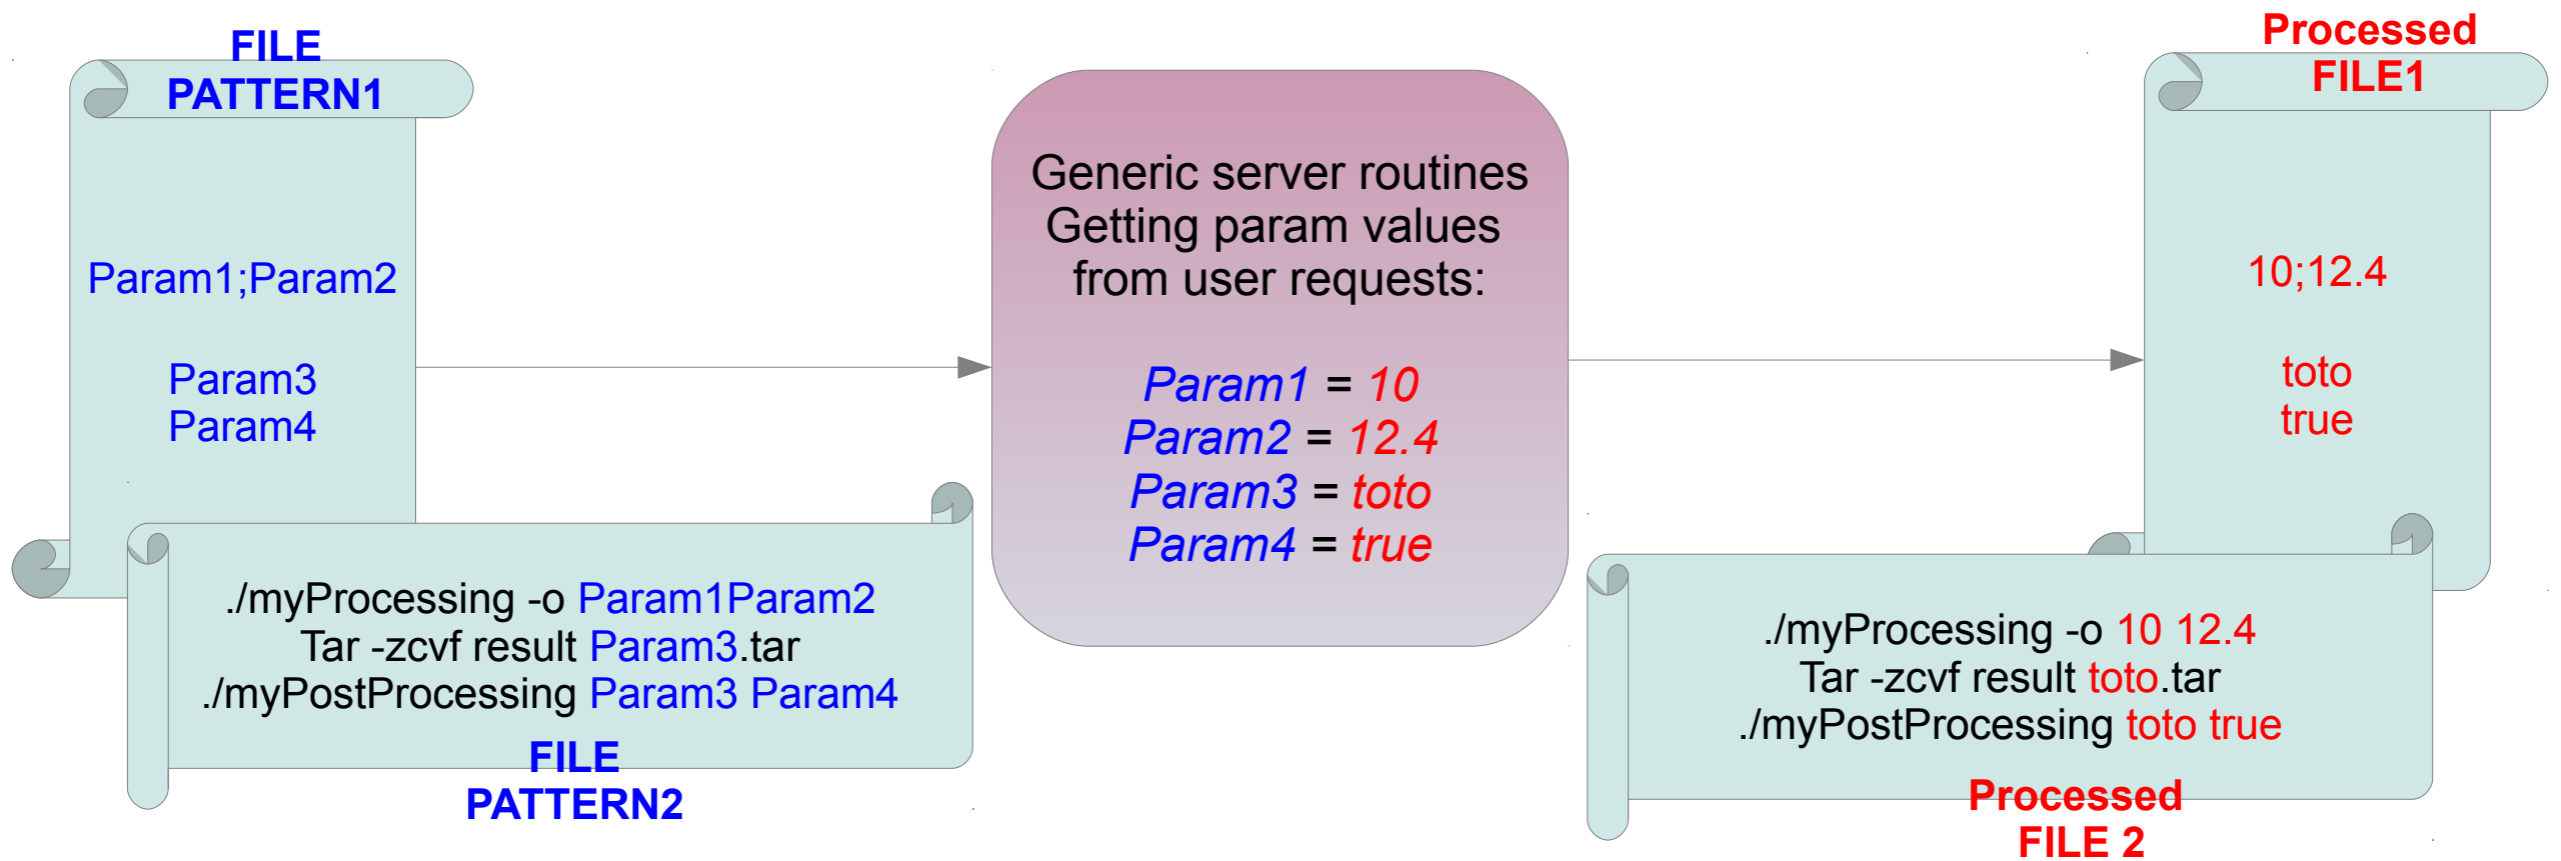 FILE
PATTERN1
Param1;Param2
Param3
Param4
./myProcessing -o Param1Param2
Tar -zcvf result Param3.tar
./myPostProcessing Param3 Param4
FILE
PATTERN2
Generic server routines
Getting param values
from user requests:
Param1 = 10
Param2 = 12.4
Param3 = toto
Param4 = true
Processed
FILE1
10;12.4
toto
true
./myProcessing -o 10 12.4
Tar -zcvf result toto.tar
./myPostProcessing toto true
Processed
FILE 2